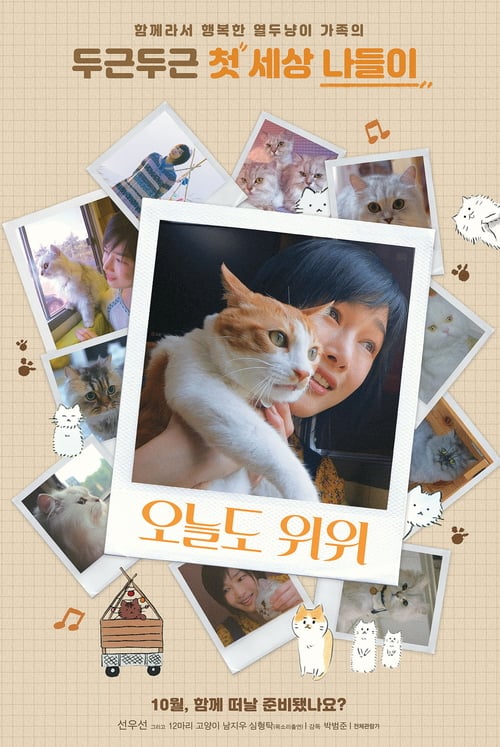 함께라서 행복한 열두냥이 가족의
두근두근 첫 세상 나들이
오늘도 위위
10월, 함께 떠날 준비됐나요?
선우선 그리고 12마리 고양이 남지우 심형탁(목소리출연) | 감독 박범준 | 전체관람가